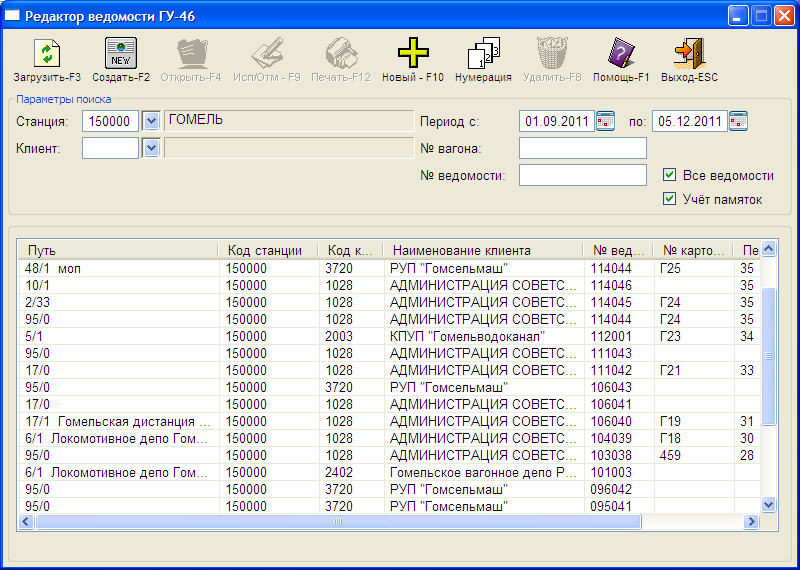 Редактор ведомости ГУ-46
Загрузить-F3 Создать-F2 Открыть-F4 Исп/Отм - F9 Печать-F12 Новый - F10 Нумерация Удалить-F8 Помощь-F1 Выход-ESC
NEW
Параметры поиска
Станция: 150000 ГОМЕЛЬ Период с: 01.09.2011 по: 05.12.2011
Клиент: № вагона:
№ ведомости: Все ведомости
Учёт памяток
Путь Код станции Код к... Наименование клиента № вед... № карто... Пе
48/1 моп 150000 3720 РУП "Гомсельмаш" 114044 Г25 35
10/1 150000 1028 АДМИНИСТРАЦИЯ СОВЕТС... 114046 35
2/33 150000 1028 АДМИНИСТРАЦИЯ СОВЕТС... 114045 Г24 35
95/0 150000 1028 АДМИНИСТРАЦИЯ СОВЕТС... 114044 Г24 35
5/1 150000 2003 КПУП "Гомельводоканал" 112001 Г23 34
95/0 150000 1028 АДМИНИСТРАЦИЯ СОВЕТС... 111043
17/0 150000 1028 АДМИНИСТРАЦИЯ СОВЕТС... 111042 Г21 33
95/0 150000 3720 РУП "Гомсельмаш" 106043
17/0 150000 1028 АДМИНИСТРАЦИЯ СОВЕТС... 106041
17/1 Гомельская дистанция ... 150000 1028 АДМИНИСТРАЦИЯ СОВЕТС... 106040 Г19 31
6/1 Локомотивное депо Гом... 150000 1028 АДМИНИСТРАЦИЯ СОВЕТС... 104039 Г18 30
95/0 150000 1028 АДМИНИСТРАЦИЯ СОВЕТС... 103038 459 28
6/1 Локомотивное депо Гом... 150000 2402 Гомельское вагонное депо Р... 101003
95/0 150000 3720 РУП "Гомсельмаш" 096042
95/0 150000 3720 РУП "Гомсельмаш" 095041